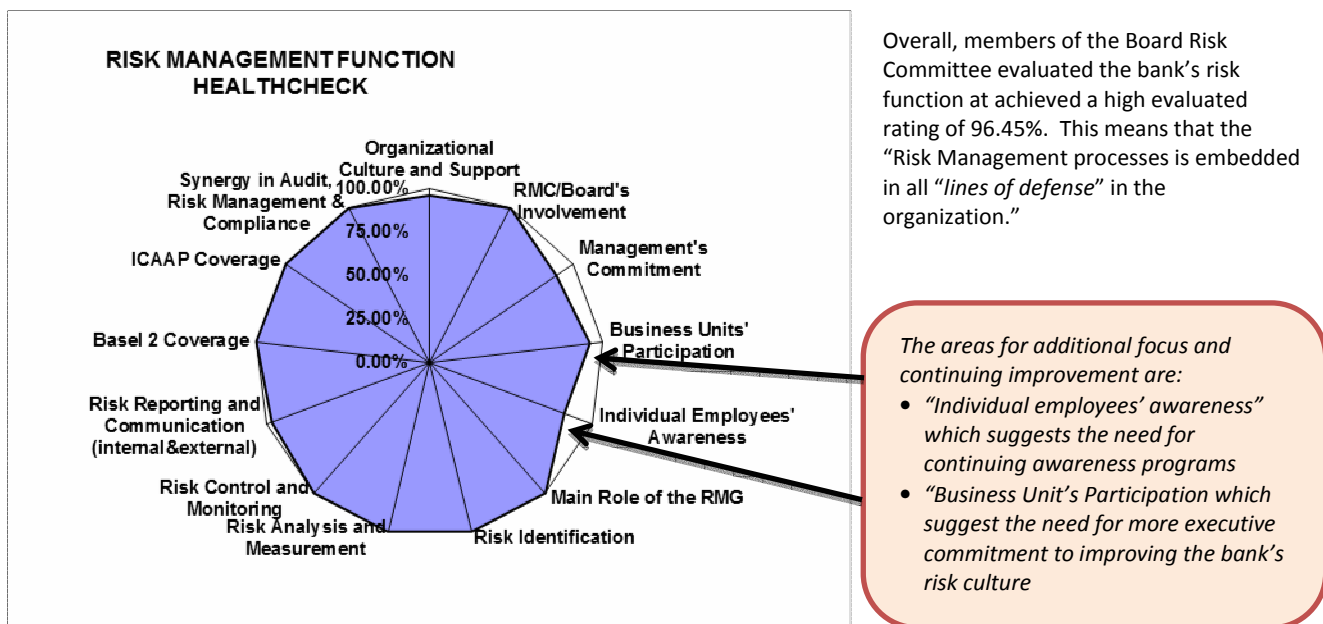 RISK MANAGEMENT FUNCTION
HEALTHCHECK
Organizational
Culture and Support
RMC/Board's
Involvement
Management's
Commitment
Business Units'
Participation
Individual Employees'
Awareness
Main Role of the RMG
Risk Identification
Risk Analysis and
Measurement
Risk Control and
Monitoring
Risk Reporting and
Communication
(internal&external)
Basel 2 Coverage
ICAAP Coverage
Synergy in Audit,
Risk Management &
Compliance
100.00%
75.00%
50.00%
25.00%
0.00%
Overall, members of the Board Risk
Committee evaluated the bank’s risk
function at achieved a high evaluated
rating of 96.45%. This means that the
“Risk Management processes is embedded
in all “lines of defense” in the
organization.”
The areas for additional focus and
continuing improvement are:
• “Individual employees’ awareness”
which suggests the need for
continuing awareness programs
• “Business Unit’s Participation which
suggest the need for more executive
commitment to improving the bank’s
risk culture